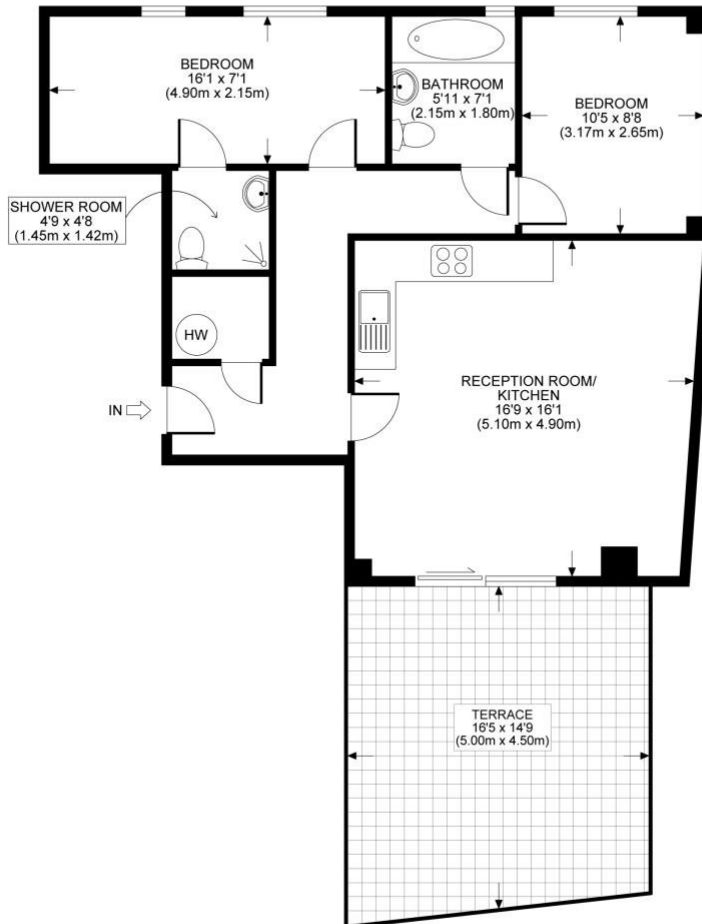 BEDROOM
16'1 x 7'1
(4.90m x 2.15m)
BATHROOM
5'11 x 7'1
(2.15m x 1.80m)
BEDROOM
10'5 x 8'8
(3.17m x 2.65m)
SHOWER ROOM
4'9 x 4'8
(1.45m x 1.42m)
HW
IN
RECEPTION ROOM/
KITCHEN
16'9 x 16'1
(5.10m x 4.90m)
TERRACE
16'5 x 14'9
(5.00m x 4.50m)